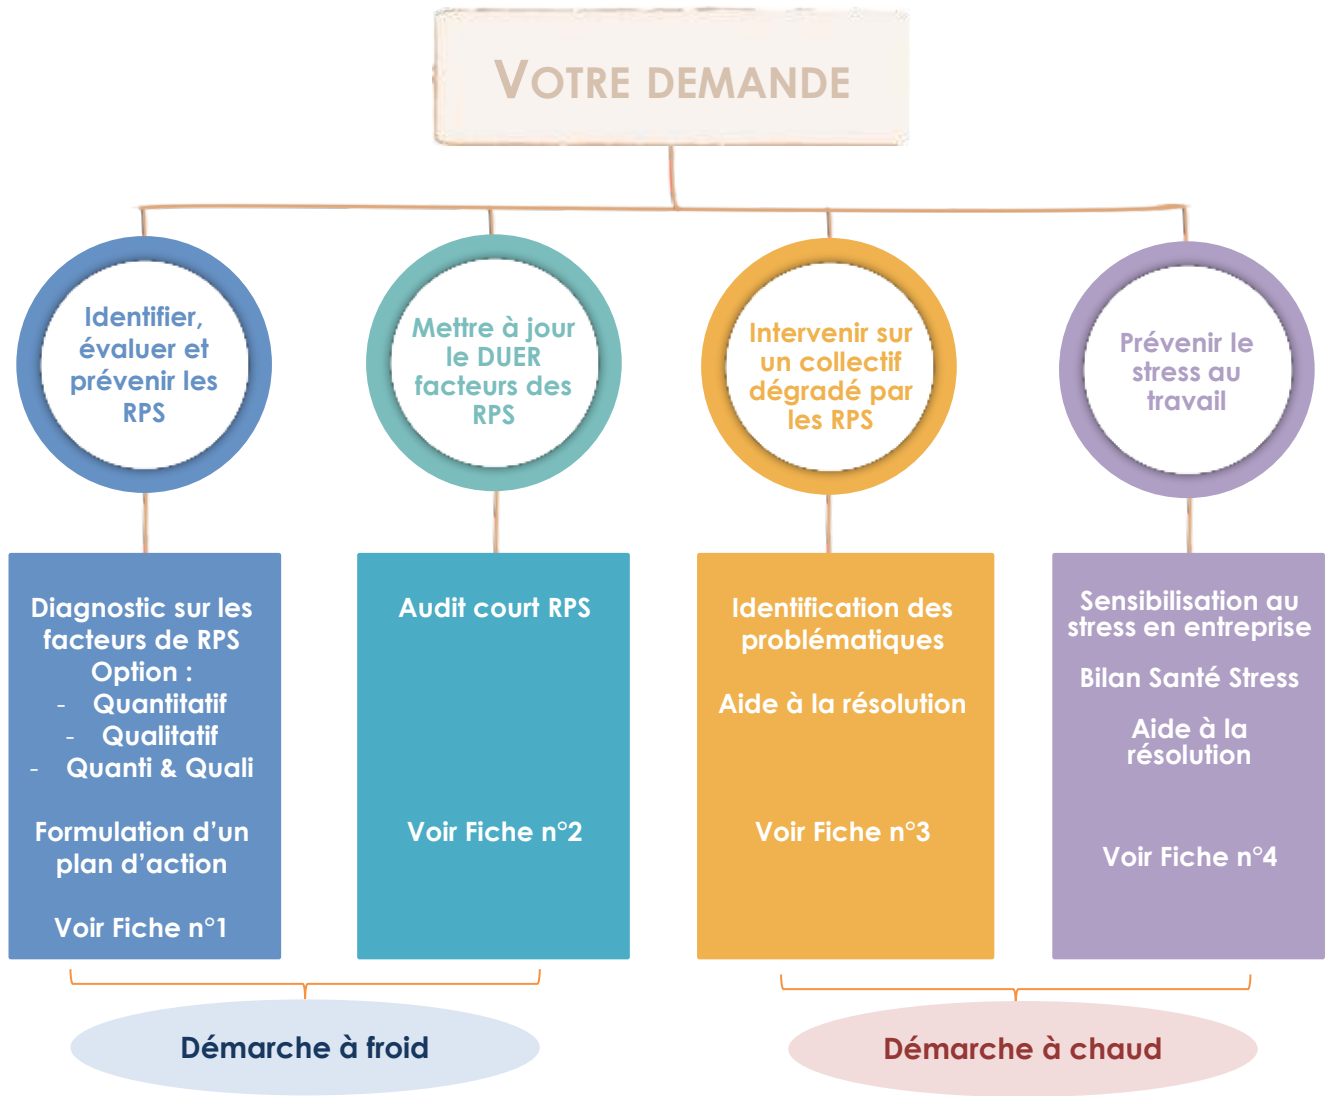 VOTRE DEMANDE
Identifier,
évaluer et
prévenir les
RPS
Mettre à jour
le DUER
facteurs des
RPS
Intervenir sur
un collectif
dégradé par
les RPS
Prévenir le
stress au
travail
Diagnostic sur les
facteurs de RPS
Option :
- Quantitatif
- Qualitatif
- Quanti & Quali
Formulation d’un
plan d’action
Voir Fiche n°1
Audit court RPS
Voir Fiche n°2
Identification des
problématiques
Aide à la résolution
Voir Fiche n°3
Sensibilisation au
stress en entreprise
Bilan Santé Stress
Aide à la
résolution
Voir Fiche n°4
Démarche à froid
Démarche à chaud